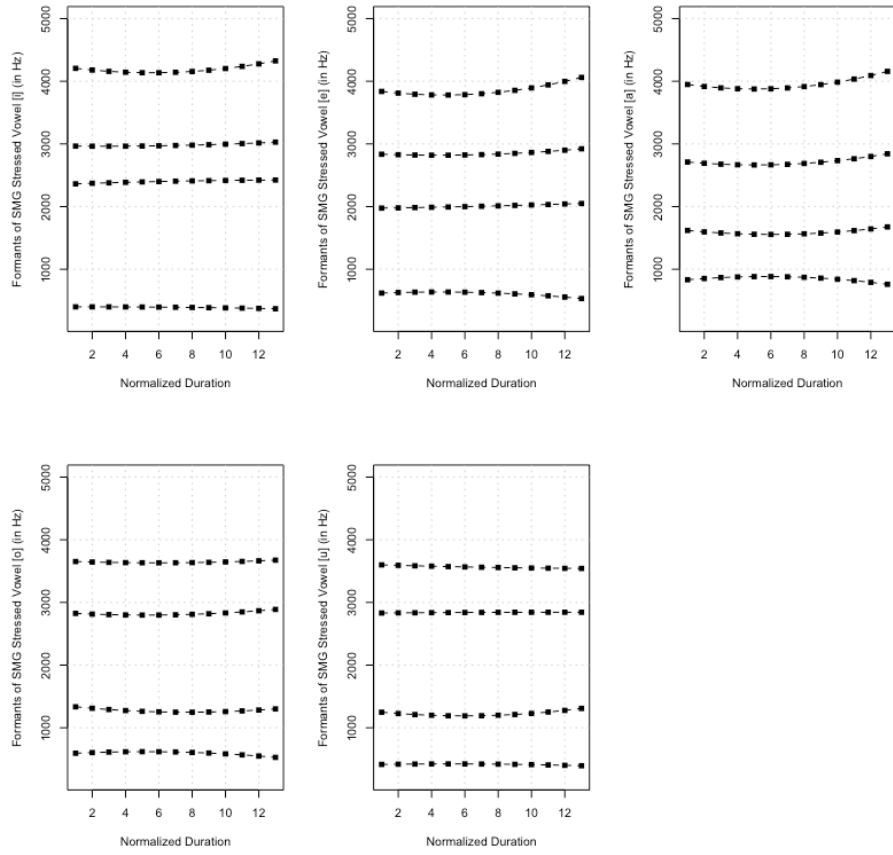 Formants of SMG Stressed Vowel [i] (in Hz)
5000
4000
3000
2000
1000
2 4 6 8 10 12
Normalized Duration
Formants of SMG Stressed Vowel [e] (in Hz)
5000
4000
3000
2000
1000
2 4 6 8 10 12
Normalized Duration
Formants of SMG Stressed Vowel [a] (in Hz)
5000
4000
3000
2000
1000
2 4 6 8 10 12
Normalized Duration
Formants of SMG Stressed Vowel [o] (in Hz)
5000
4000
3000
2000
1000
2 4 6 8 10 12
Normalized Duration
Formants of SMG Stressed Vowel [u] (in Hz)
5000
4000
3000
2000
1000
2 4 6 8 10 12
Normalized Duration